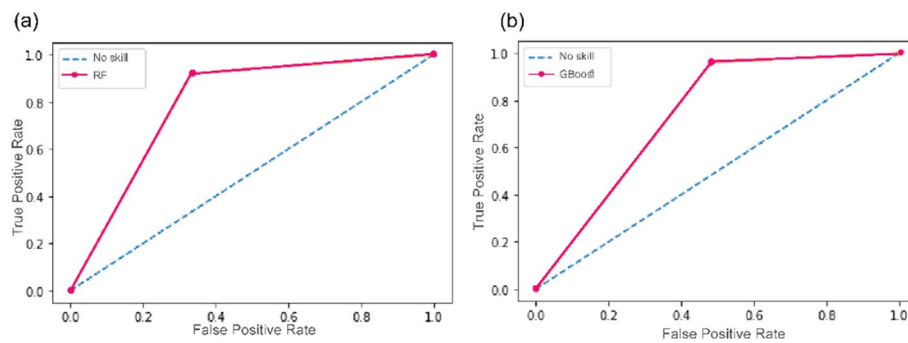 (a)
No skill
RF
1.0
0.8
0.6
0.4
0.2
0.0
True Positive Rate
0.0 0.2 0.4 0.6 0.8 1.0
False Positive Rate
(b)
No skill
GBoost
1.0
0.8
0.6
0.4
0.2
0.0
True Positive Rate
0.0 0.2 0.4 0.6 0.8 1.0
False Positive Rate